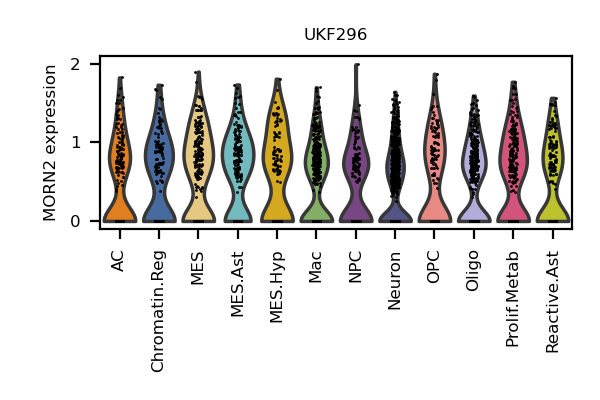 UKF296
MORN2 expression
2
1
0
AC
Chromatin.Reg
MES
MES.Ast
MES.Hyp
Mac
NPC
Neuron
OPC
Oligo
Prolif.Metab
Reactive.Ast